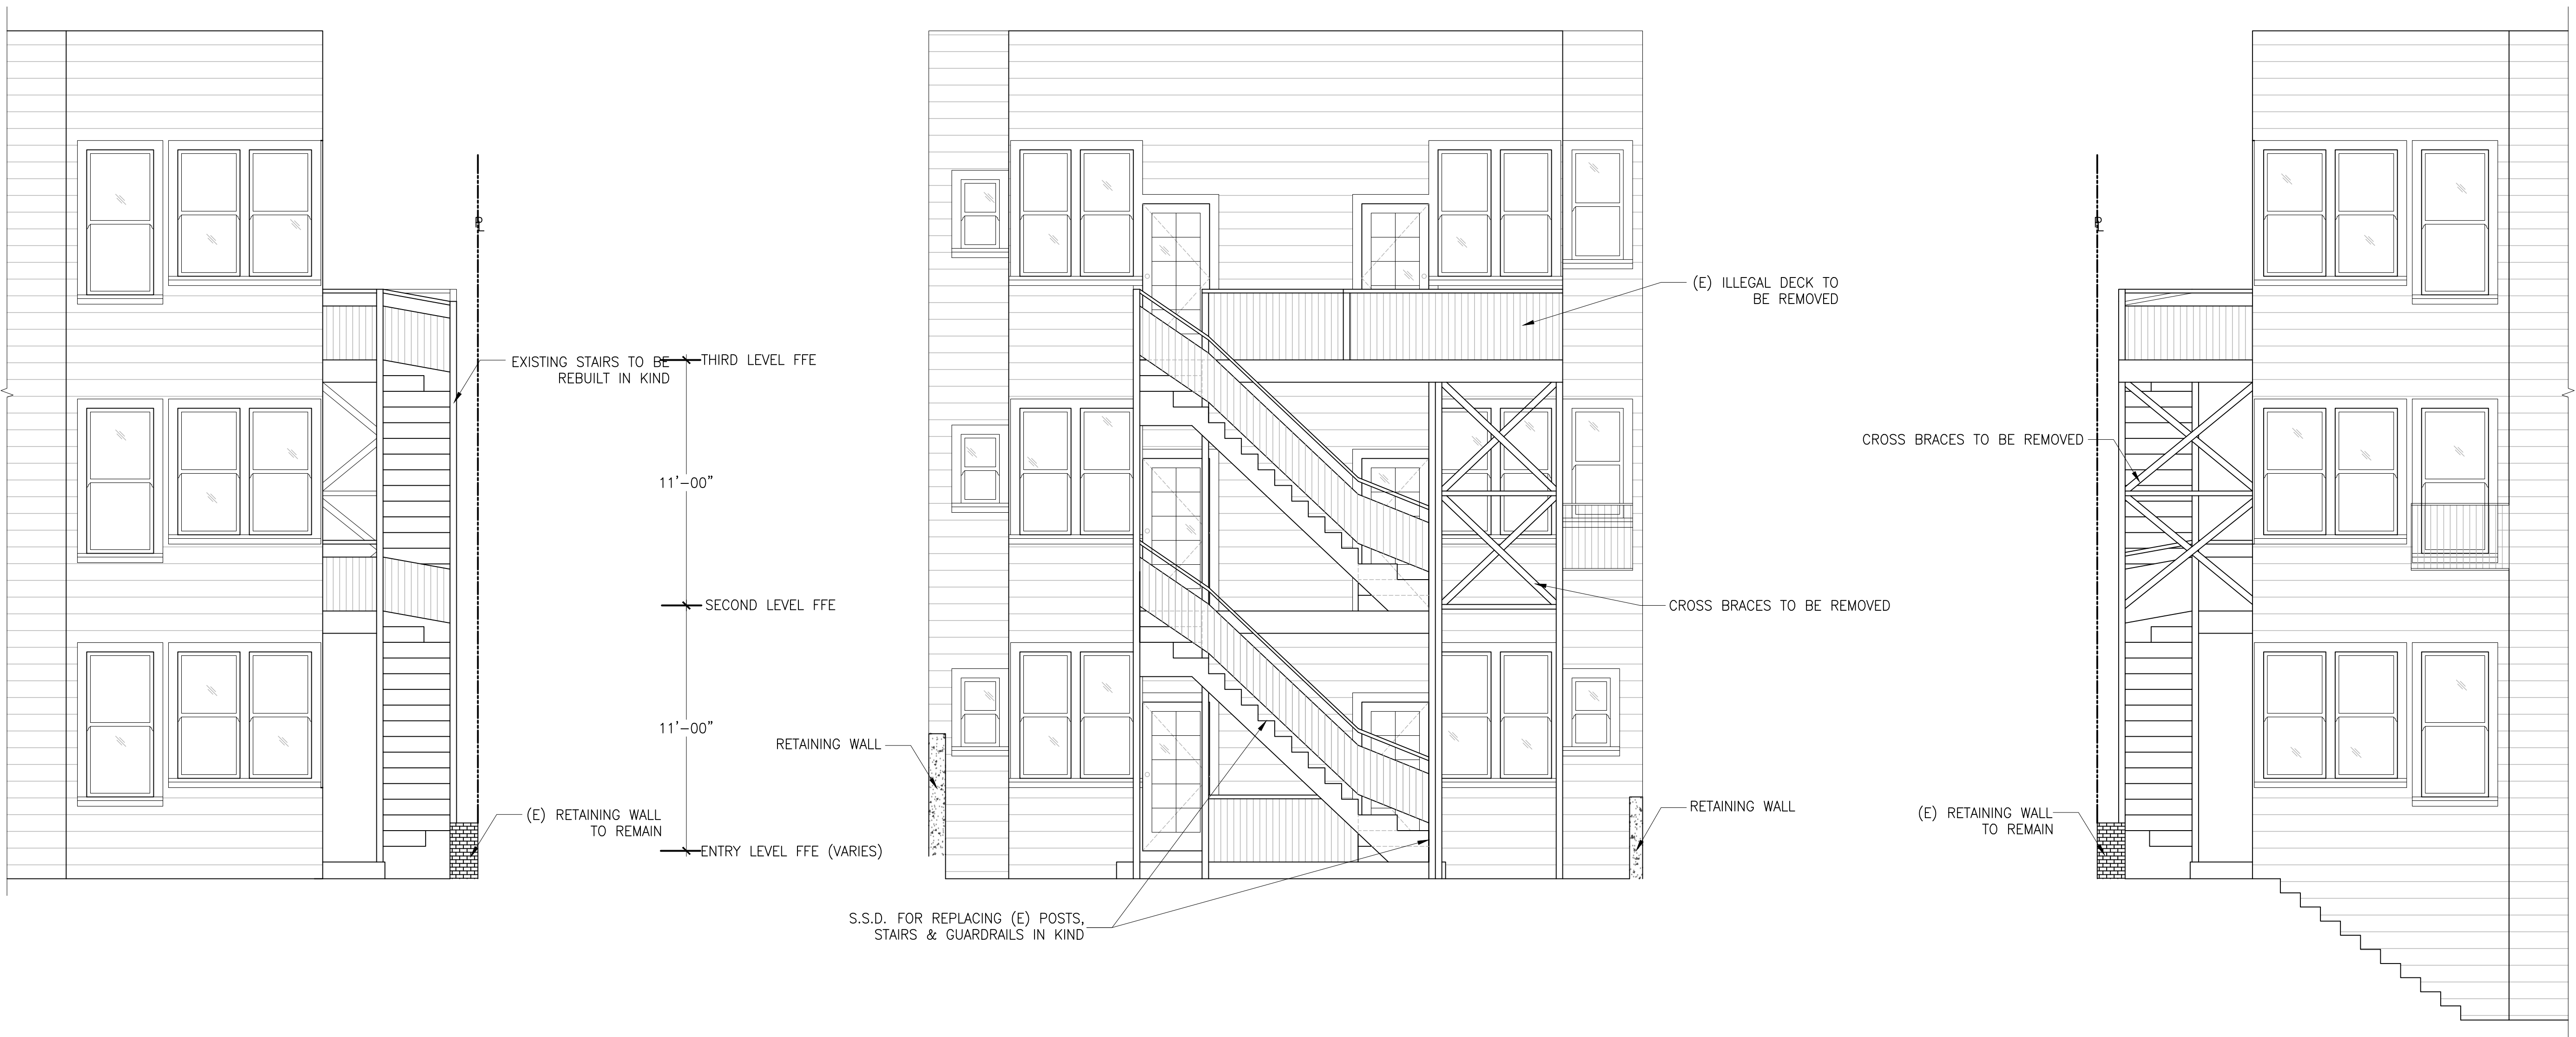 PL
EXISTING STAIRS TO BE
REBUILT IN KIND
THIRD LEVEL FFE
11'-00"
SECOND LEVEL FFE
11'-00"
ENTRY LEVEL FFE (VARIES)
(E) RETAINING WALL
TO REMAIN
RETAINING WALL
S.S.D. FOR REPLACING (E) POSTS,
STAIRS & GUARDRAILS IN KIND
(E) ILLEGAL DECK TO
BE REMOVED
CROSS BRACES TO BE REMOVED
RETAINING WALL
PL
CROSS BRACES TO BE REMOVED
(E) RETAINING WALL
TO REMAIN